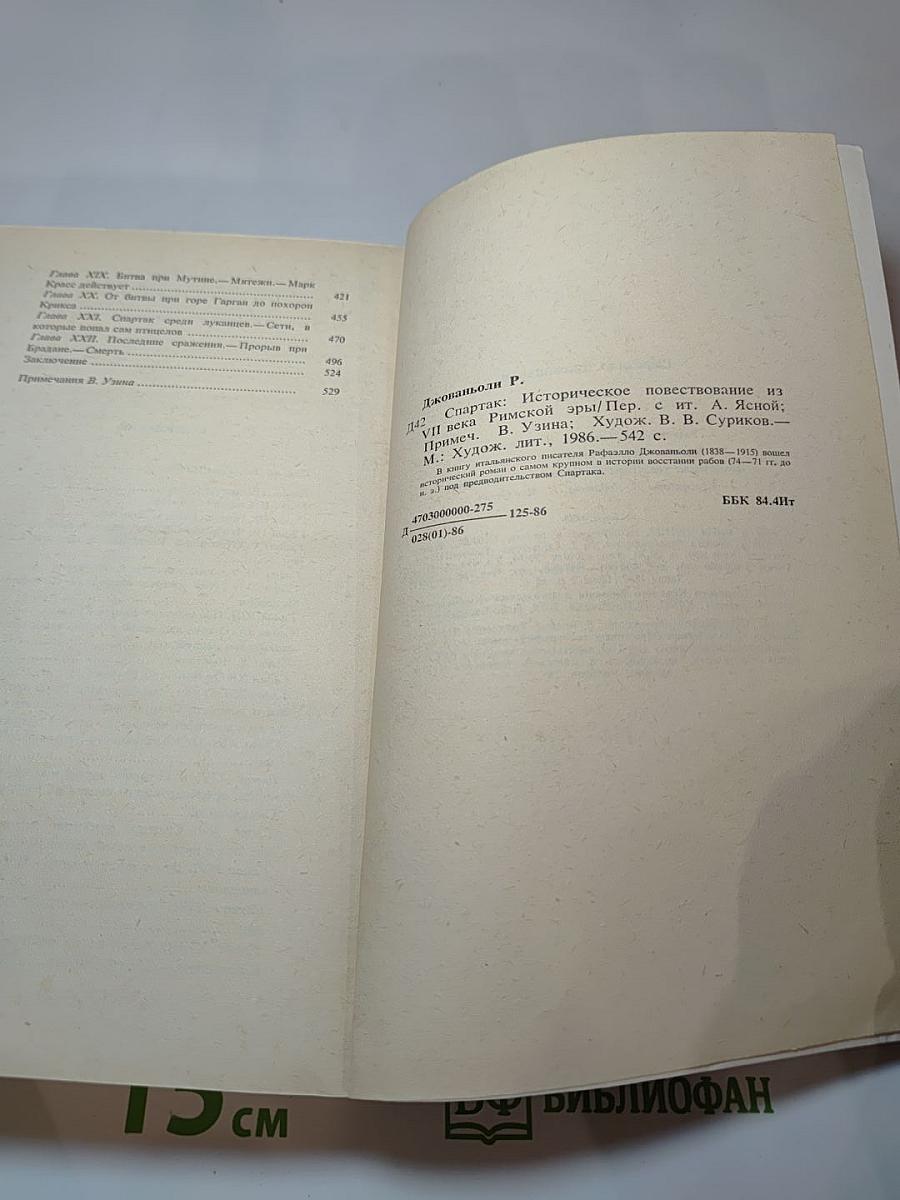 Глава XIX. Битва при Мутине.— Мятежи.— Марк
Красс действует 421
Глава XX. От битвы при горе Гарган до похорон
Крикса 455
Глава XXI. Спартак среди луканцев.— Сети, в
которые попал сам птицелов 470
Глава XXII. Последние сражения.— Прорыв при
Брадане.— Смерть 496
Заключение 524
Примечания В. Узина 529
Джованьоли Р.
Д42 Спартак: Историческое повествование из
VII века Римской эры/Пер. с ит. А. Ясной;
Примеч. В. Узина; Худож. В. В. Суриков.—
М.: Худож. лит., 1986.— 542 с.
В книгу итальянского писателя Рафаэлло Джованьоли (1838—1915) вошел
исторический роман о самом крупном в истории восстании рабов (74—71 гг. до
н. э.) под предводительством Спартака.
Д 4703000000-275 125-86
028(01)-86
ББК 84.4Ит
15 см
БФ БИБЛИОФАН